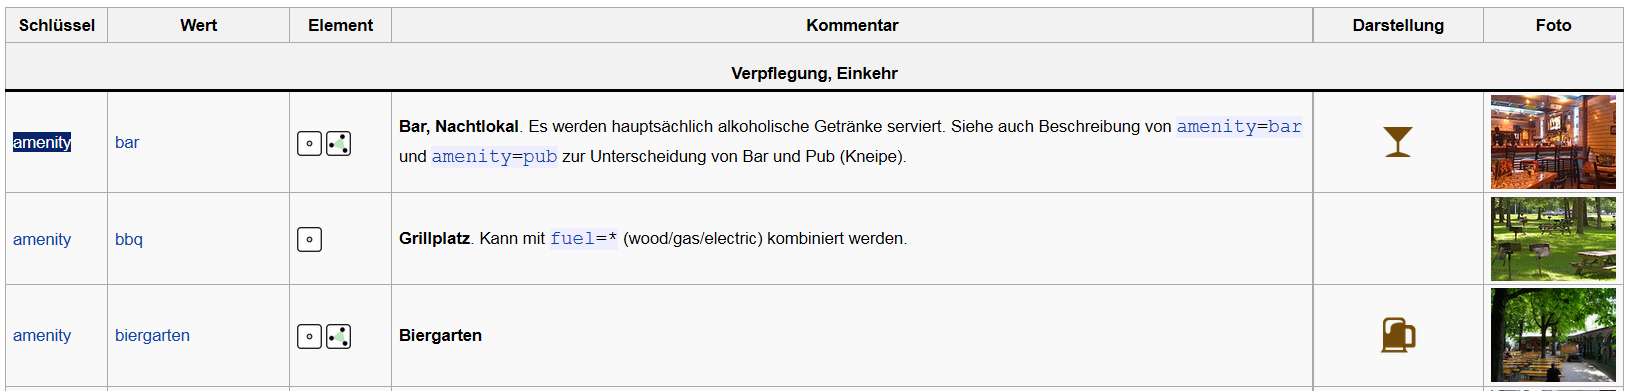 Schlüssel Wert Element Kommentar Darstellung Foto
Verpflegung, Einkehr
amenity bar Bar, Nachtlokal. Es werden hauptsächlich alkoholische Getränke serviert. Siehe auch Beschreibung von amenity=bar
und amenity=pub zur Unterscheidung von Bar und Pub (Kneipe).
amenity bbq Grillplatz. Kann mit fuel=* (wood/gas/electric) kombiniert werden.
amenity biergarten Biergarten